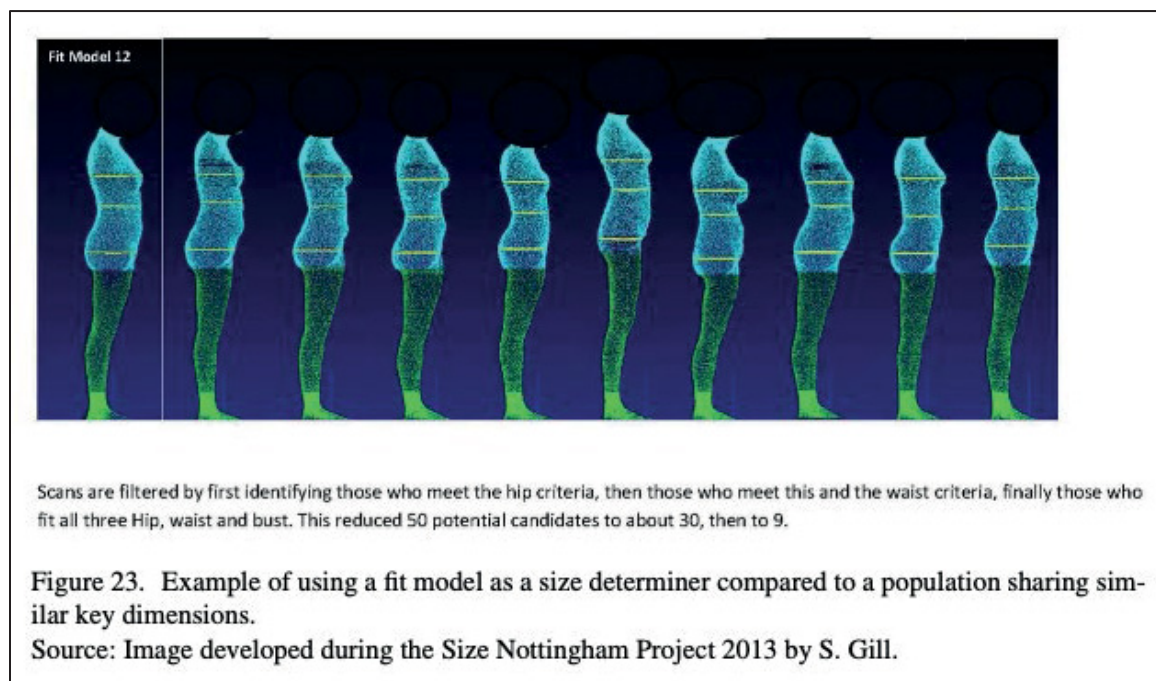 Fit Model 12
Scans are filtered by first identifying those who meet the hip criteria, then those who meet this and the waist criteria, finally those who
fit all three Hip, waist and bust. This reduced 50 potential candidates to about 30, then to 9.
Figure 23. Example of using a fit model as a size determiner compared to a population sharing sim-
ilar key dimensions.
Source: Image developed during the Size Nottingham Project 2013 by S. Gill.